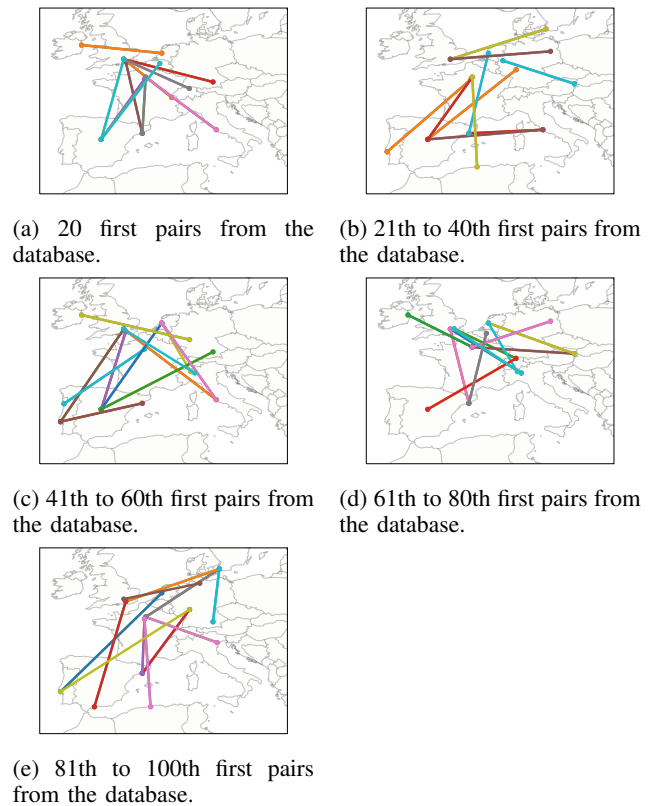 (a) 20 first pairs from the
database.
(b) 21th to 40th first pairs from
the database.
(c) 41th to 60th first pairs from
the database.
(d) 61th to 80th first pairs from
the database.
(e) 81th to 100th first pairs
from the database.